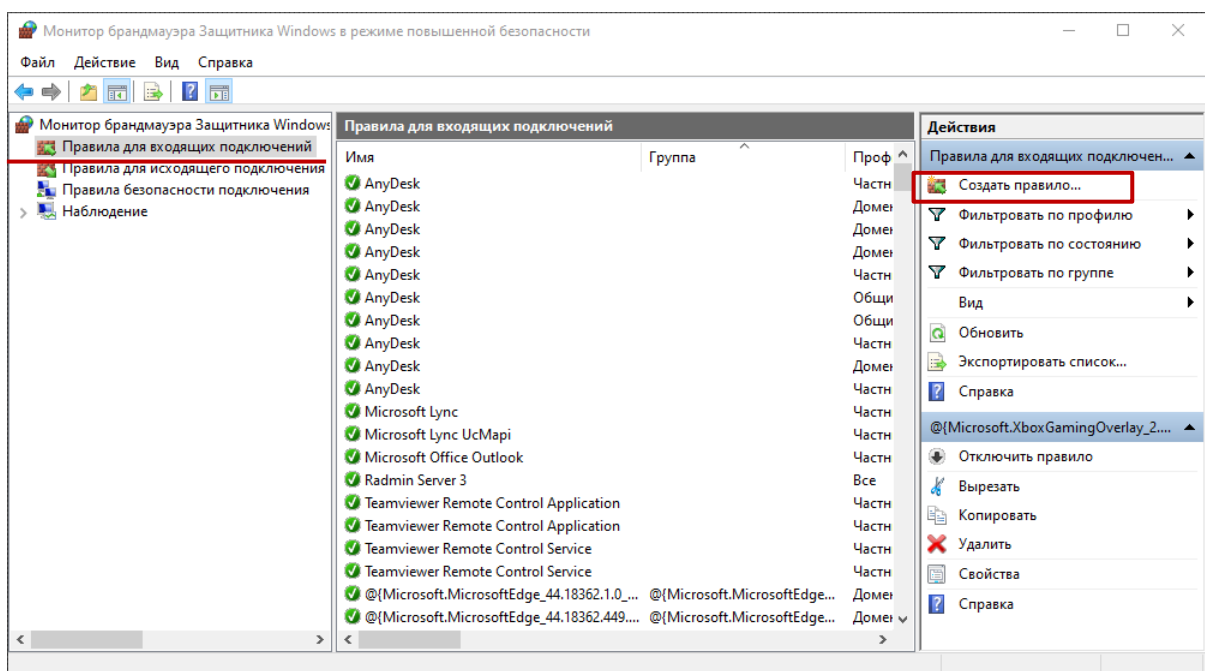 Монитор брандмауэра Защитника Windows в режиме повышенной безопасности
Файл Действие Вид Справка
Монитор брандмауэра Защитника Windows
Правила для входящих подключений
Правила для исходящего подключения
Правила безопасности подключения
Наблюдение
Правила для входящих подключений
Имя Группа Проф
AnyDesk Частн
AnyDesk Домен
AnyDesk Домен
AnyDesk Домен
AnyDesk Частн
AnyDesk Общи
AnyDesk Общи
AnyDesk Частн
AnyDesk Домен
AnyDesk Частн
Microsoft Lync Частн
Microsoft Lync UcMapi Частн
Microsoft Office Outlook Частн
Radmin Server 3 Все
Teamviewer Remote Control Application Частн
Teamviewer Remote Control Application Частн
Teamviewer Remote Control Service Частн
Teamviewer Remote Control Service Частн
@{Microsoft.MicrosoftEdge_44.18362.1.0_... @{Microsoft.MicrosoftEdge... Домен
@{Microsoft.MicrosoftEdge_44.18362.449.... @{Microsoft.MicrosoftEdge... Домен
Действия
Правила для входящих подключен...
Создать правило...
Фильтровать по профилю
Фильтровать по состоянию
Фильтровать по группе
Вид
Обновить
Экспортировать список...
Справка
@{Microsoft.XboxGamingOverlay_2....
Отключить правило
Вырезать
Копировать
Удалить
Свойства
Справка